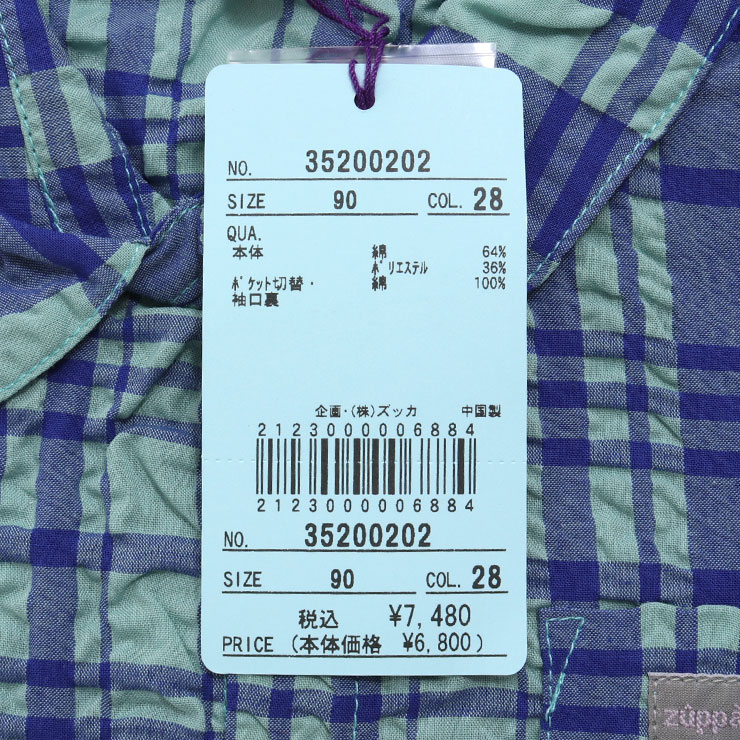 NO. 35200202
SIZE 90 COL. 28
QUA.
本体 綿 64%
ポリエステル 36%
ポケット切替・ 綿 100%
袖口裏
企画・(株)ズッカ 中国製
2123000006884
2123000006884
NO. 35200202
SIZE 90 COL. 28
税込 ¥7,480
PRICE (本体価格 ¥6,800)